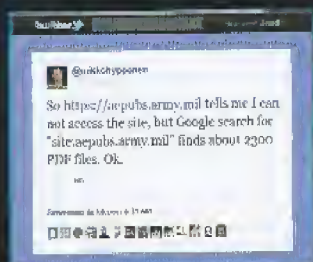 @mikkohypponen
So https://aepubs.army.mil tells me I can
not access the site, but Google search for
"site:aepubs.army.mil" finds about 2300
PDF files. Ok.